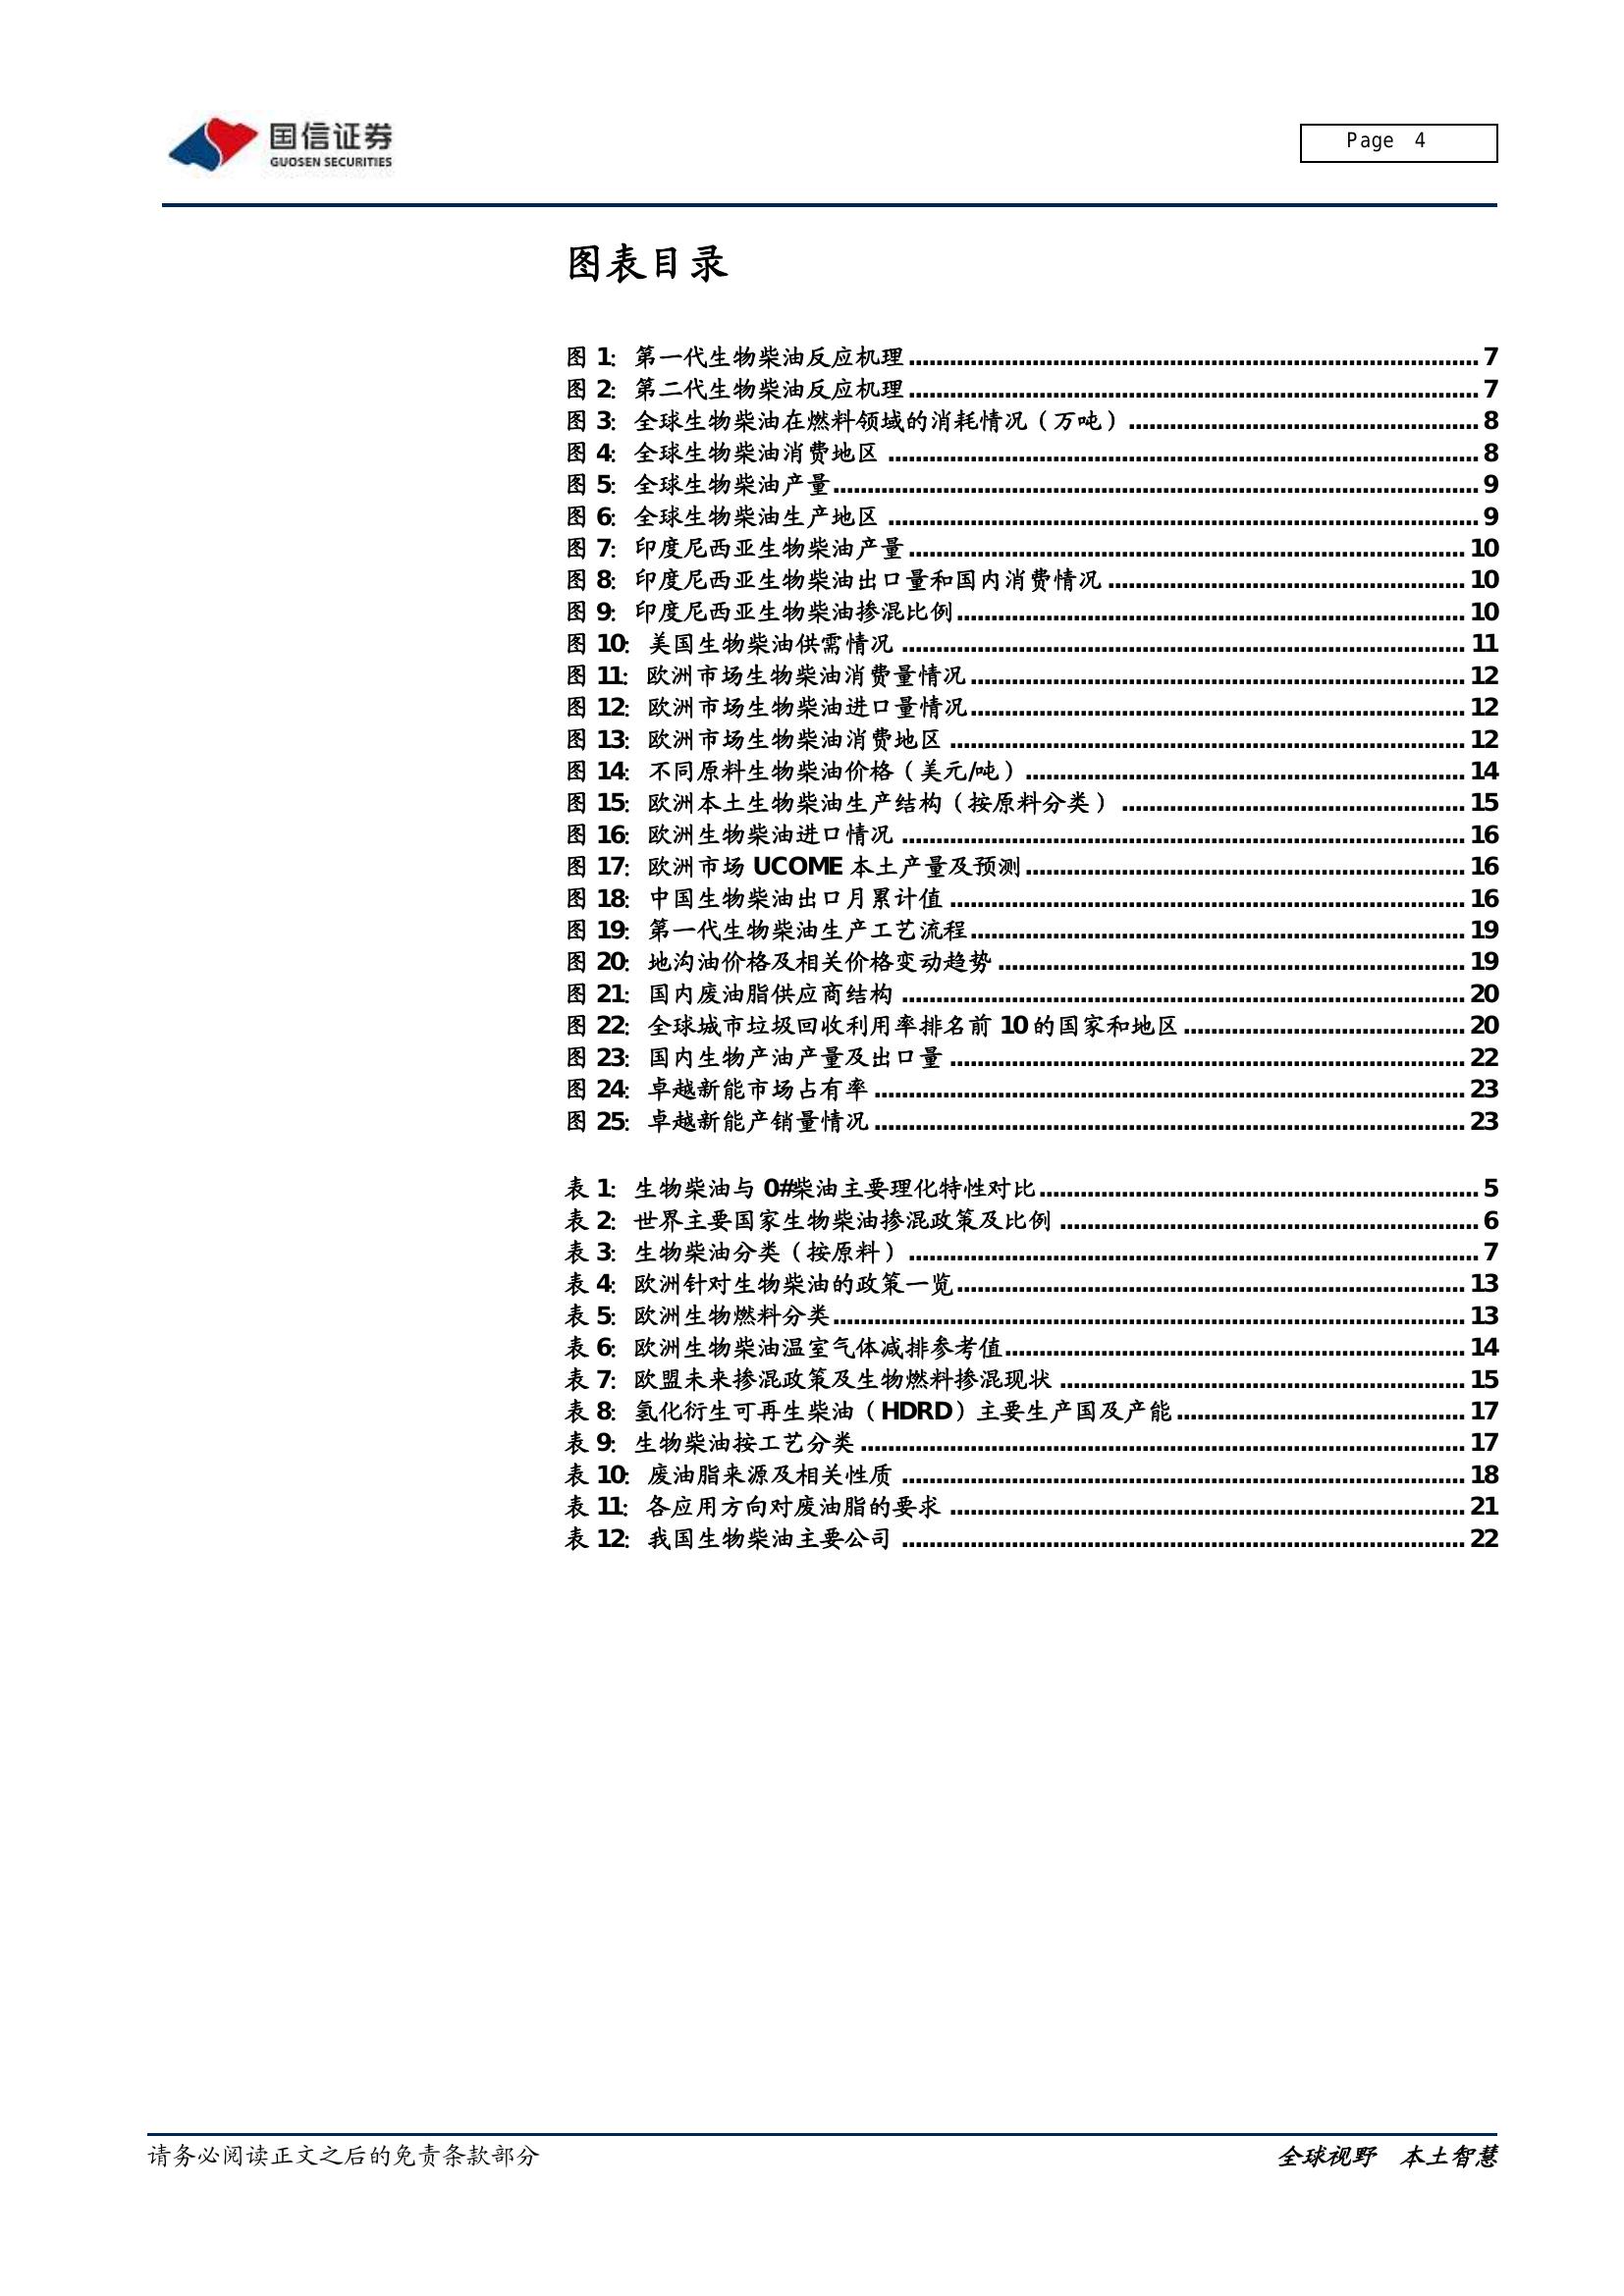 国信证券
GUOSEN SECURITIES
Page 4
图表目录
图 1: 第一代生物柴油反应机理 7
图 2: 第二代生物柴油反应机理 7
图 3: 全球生物柴油在燃料领域的消耗情况（万吨） 8
图 4: 全球生物柴油消费地区 8
图 5: 全球生物柴油产量 9
图 6: 全球生物柴油生产地区 9
图 7: 印度尼西亚生物柴油产量 10
图 8: 印度尼西亚生物柴油出口量和国内消费情况 10
图 9: 印度尼西亚生物柴油掺混比例 10
图 10: 美国生物柴油供需情况 11
图 11: 欧洲市场生物柴油消费量情况 12
图 12: 欧洲市场生物柴油进口量情况 12
图 13: 欧洲市场生物柴油消费地区 12
图 14: 不同原料生物柴油价格（美元/吨） 14
图 15: 欧洲本土生物柴油生产结构（按原料分类） 15
图 16: 欧洲生物柴油进口情况 16
图 17: 欧洲市场 UCOME 本土产量及预测 16
图 18: 中国生物柴油出口月累计值 16
图 19: 第一代生物柴油生产工艺流程 19
图 20: 地沟油价格及相关价格变动趋势 19
图 21: 国内废油脂供应商结构 20
图 22: 全球城市垃圾回收利用率排名前 10 的国家和地区 20
图 23: 国内生物产油产量及出口量 22
图 24: 卓越新能市场占有率 23
图 25: 卓越新能产销量情况 23
表 1: 生物柴油与 0#柴油主要理化特性对比 5
表 2: 世界主要国家生物柴油掺混政策及比例 6
表 3: 生物柴油分类（按原料） 7
表 4: 欧洲针对生物柴油的政策一览 13
表 5: 欧洲生物燃料分类 13
表 6: 欧洲生物柴油温室气体减排参考值 14
表 7: 欧盟未来掺混政策及生物燃料掺混现状 15
表 8: 氢化衍生可再生柴油（HDRD）主要生产国及产能 17
表 9: 生物柴油按工艺分类 17
表 10: 废油脂来源及相关性质 18
表 11: 各应用方向对废油脂的要求 21
表 12: 我国生物柴油主要公司 22
请务必阅读正文之后的免责条款部分
全球视野 本土智慧